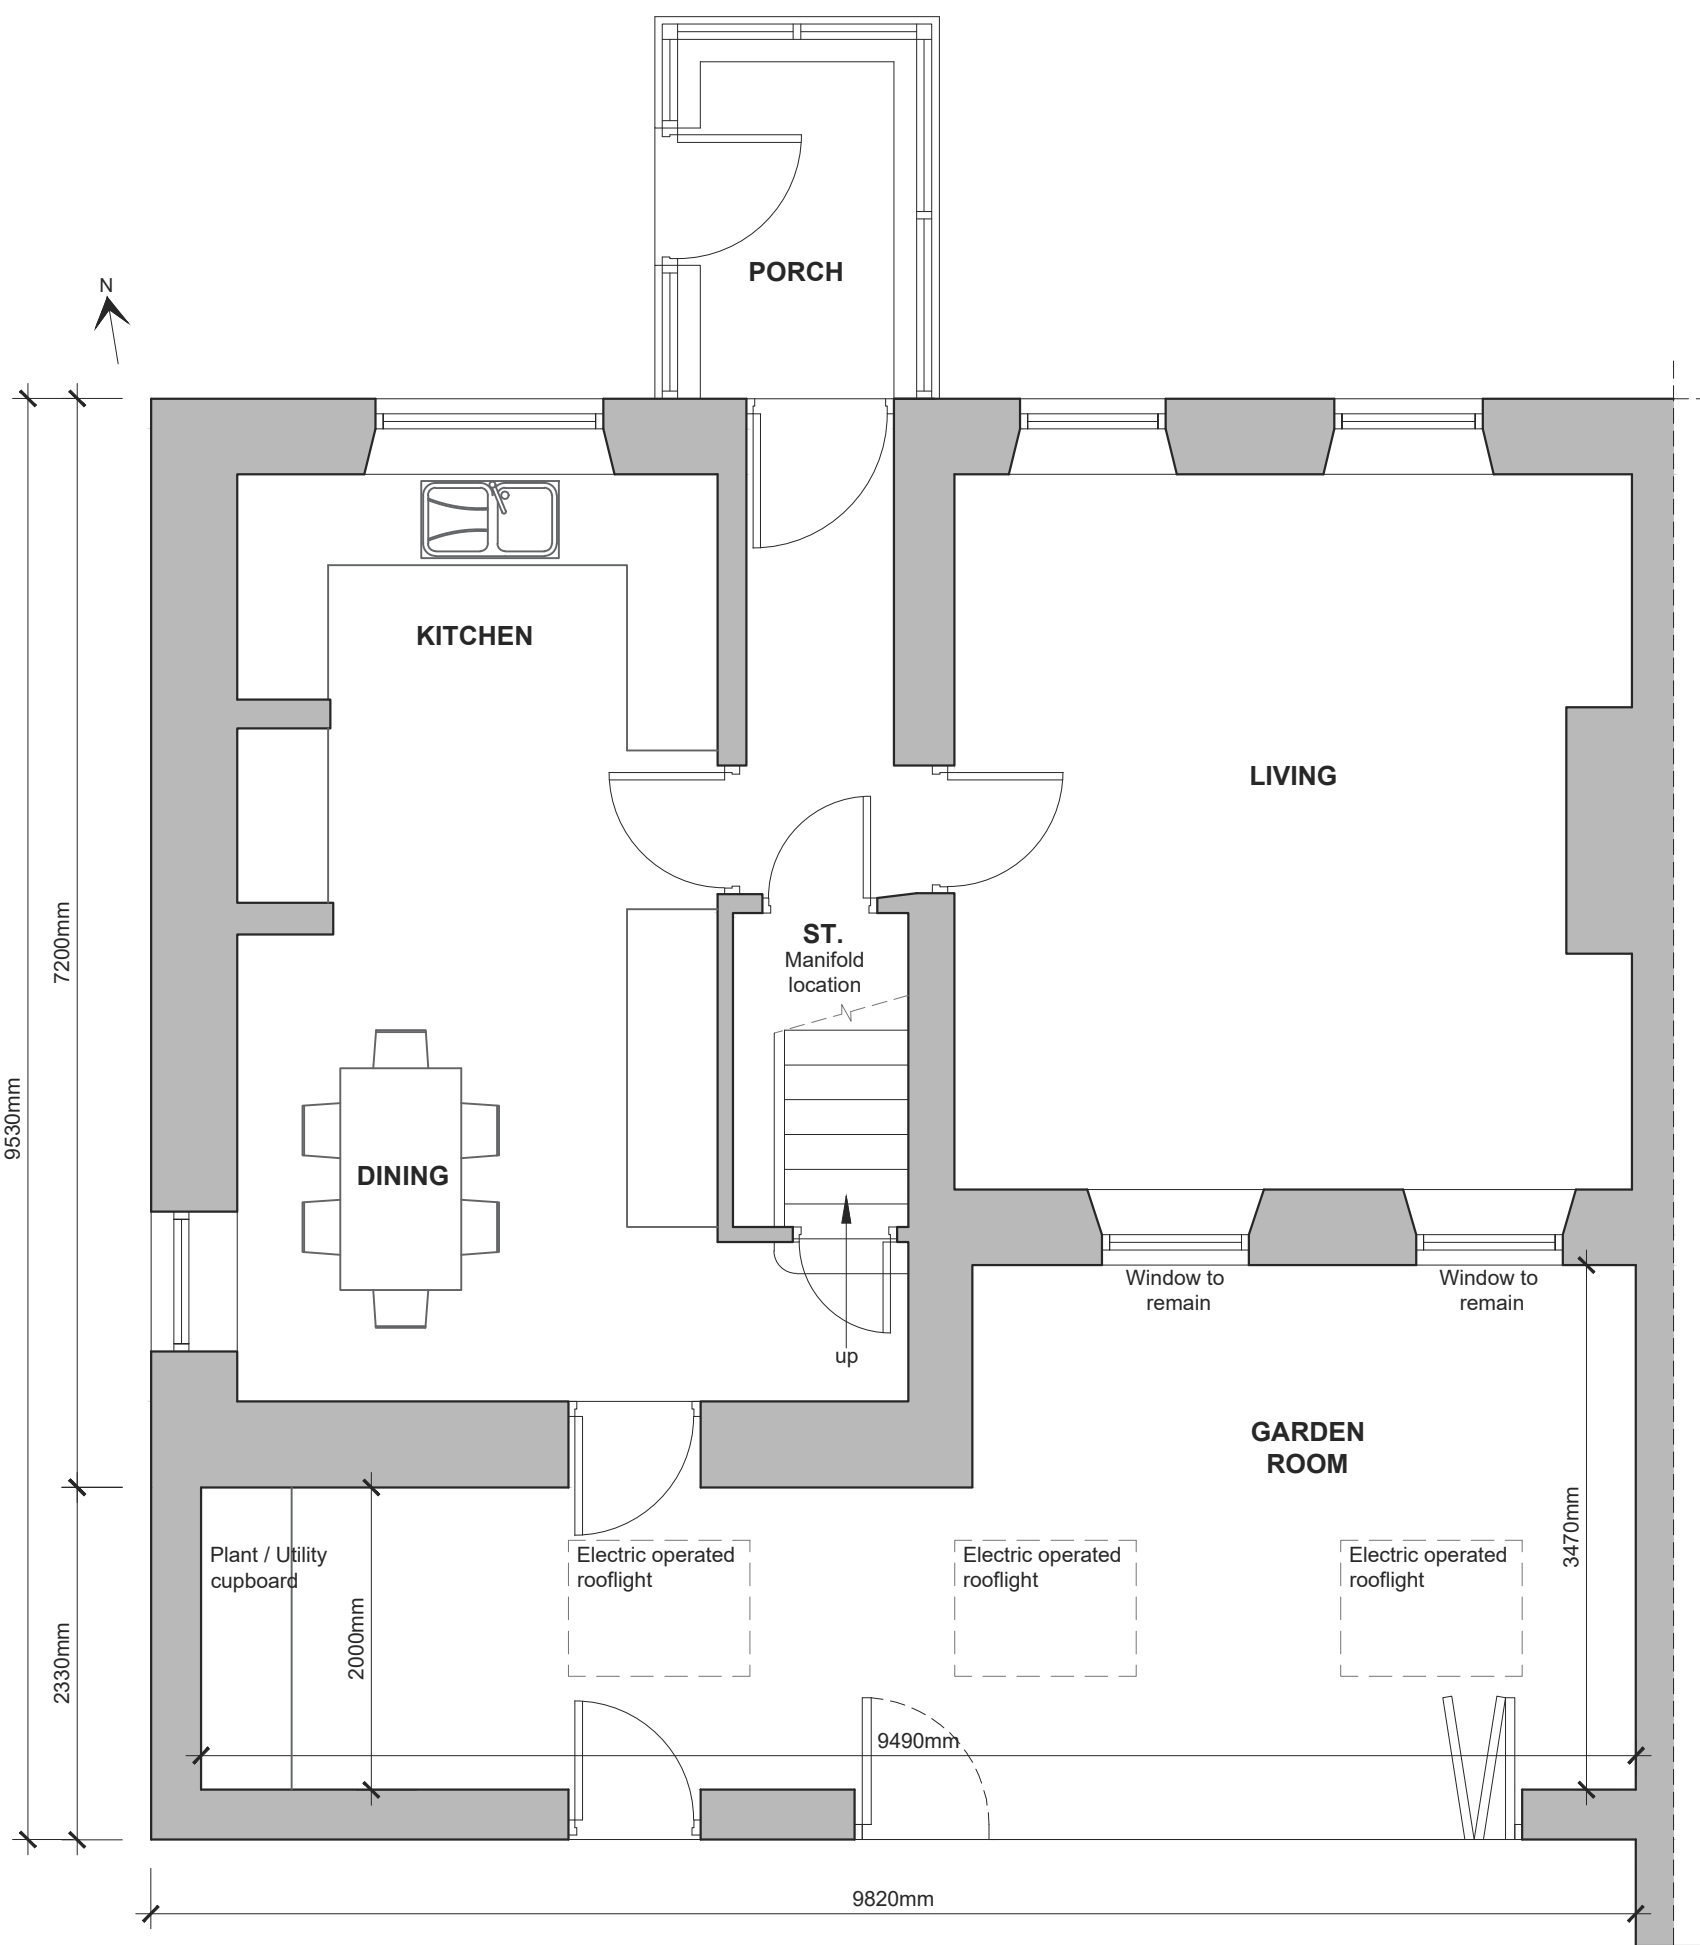 PORCH
N
KITCHEN
LIVING
7200mm
ST.
Manifold
location
9530mm
DINING
Window to
remain
Window to
remain
up
GARDEN
ROOM
3470mm
Plant / Utility
cupboard
Electric operated
rooflight
Electric operated
rooflight
Electric operated
rooflight
2000mm
2330mm
9490mm
9820mm